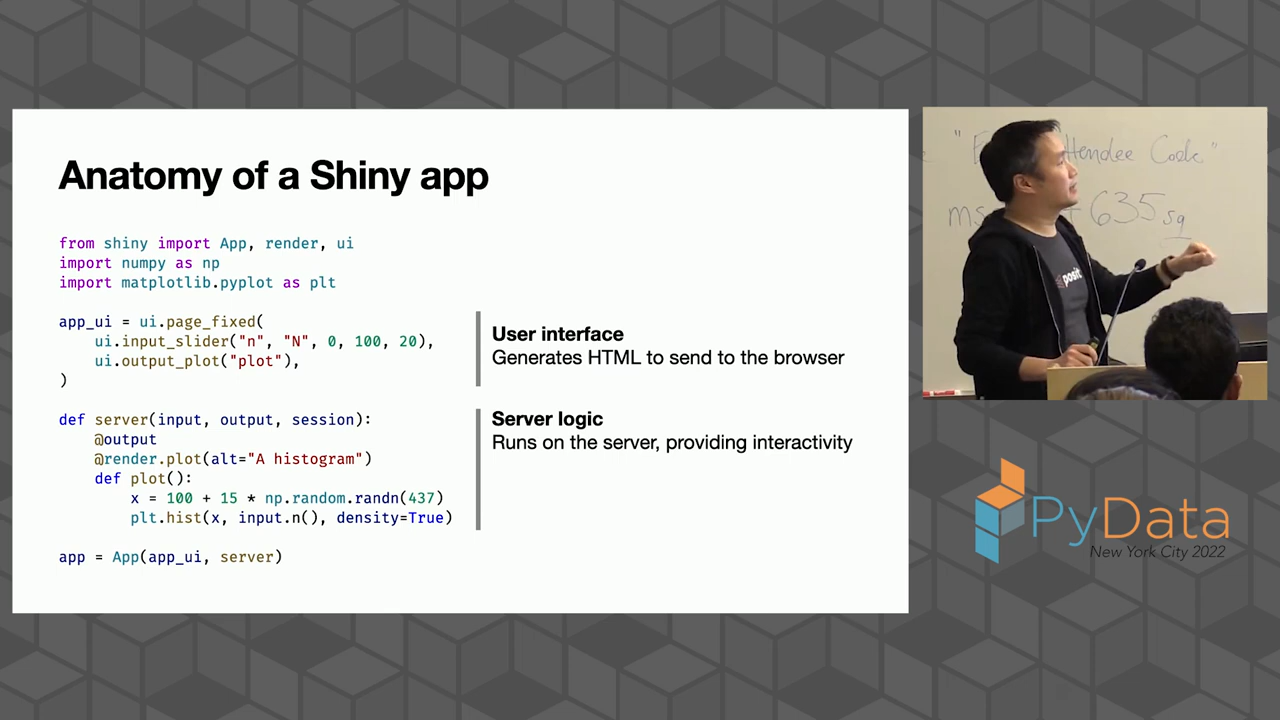 Anatomy of a Shiny app
from shiny import App, render, ui
import numpy as np
import matplotlib.pyplot as plt
app_ui = ui.page_fixed(
    ui.input_slider("n", "N", 0, 100, 20),
    ui.output_plot("plot"),
)
def server(input, output, session):
    @output
    @render.plot(alt="A histogram")
    def plot():
        x = 100 + 15 * np.random.randn(437)
        plt.hist(x, input.n(), density=True)
app = App(app_ui, server)
User interface
Generates HTML to send to the browser
Server logic
Runs on the server, providing interactivity
Code"
635 sq
posit
PyData
New York City 2022